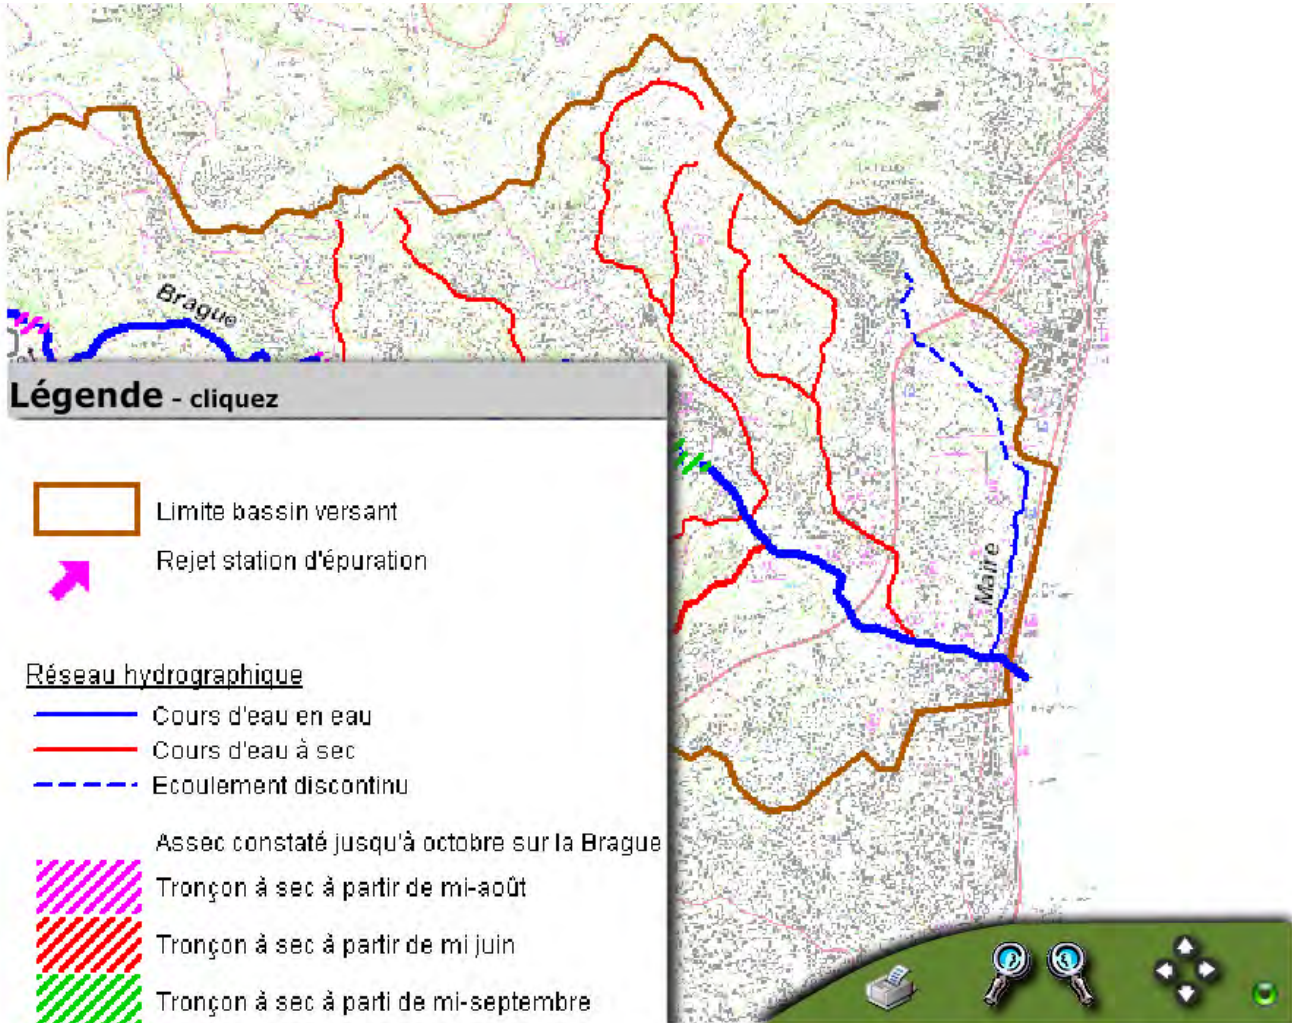 Brague
Légende - cliquez
Limite bassin versant
Rejet station d'épuration
Maïre
Réseau hydrographique
Cours d'eau en eau
Cours d'eau à sec
Ecoulement discontinu
Assec constaté jusqu'à octobre sur la Brague
Tronçon à sec à partir de mi-août
Tronçon à sec à partir de mi juin
Tronçon à sec à parti de mi-septembre